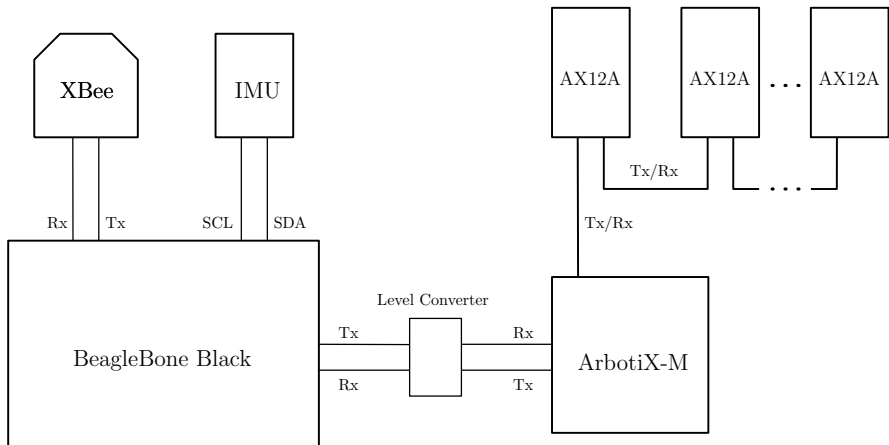 XBee
IMU
AX12A
AX12A
...
AX12A
Tx/Rx
...
Rx
Tx
SCL
SDA
Tx/Rx
Level Converter
Tx
Rx
BeagleBone Black
ArbotiX-M
Rx
Tx